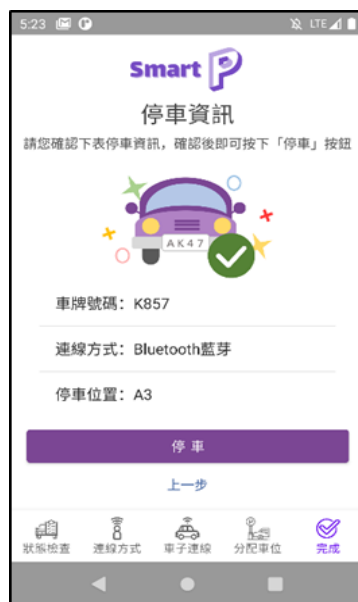 5:23
LTE
Smart P
停車資訊
請您確認下表停車資訊，確認後即可按下「停車」按鈕
AK47
車牌號碼：K857
連線方式：Bluetooth藍芽
停車位置：A3
停車
上一步
狀態檢查 連線方式 車子連線 分配車位 完成